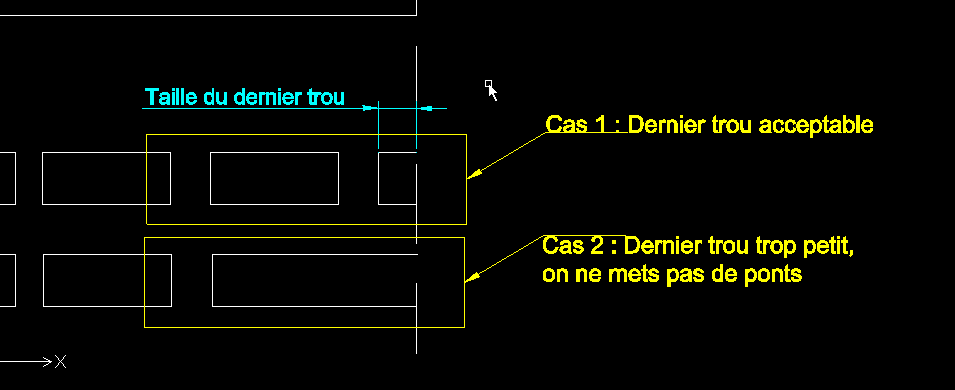 Taille du dernier trou
Cas 1 : Dernier trou acceptable
Cas 2 : Dernier trou trop petit,
on ne mets pas de ponts
X